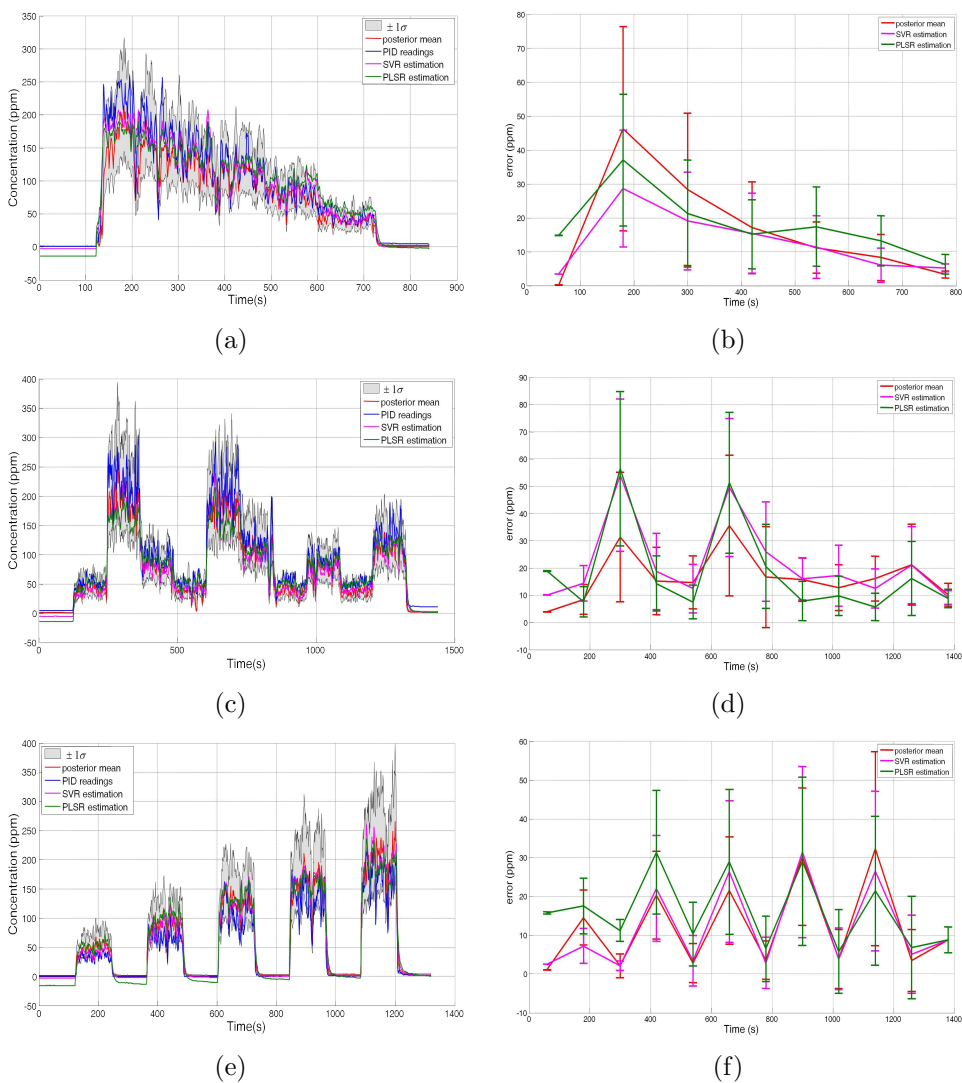 350
300
250
200
150
100
50
0
-50
0 100 200 300 400 500 600 700 800 900
Concentration (ppm)
Time(s)
± 1σ
posterior mean
PID readings
SVR estimation
PLSR estimation
(a)
80
70
60
50
40
30
20
10
0
-10
0 100 200 300 400 500 600 700 800
error (ppm)
Time (s)
posterior mean
SVR estimation
PLSR estimation
(b)
400
350
300
250
200
150
100
50
0
-50
0 500 1000 1500
Concentration (ppm)
Time(s)
± 1σ
posterior mean
PID readings
SVR estimation
PLSR estimation
(c)
90
80
70
60
50
40
30
20
10
0
-10
0 200 400 600 800 1000 1200 1400
error (ppm)
Time (s)
posterior mean
SVR estimation
PLSR estimation
(d)
400
350
300
250
200
150
100
50
0
-50
0 200 400 600 800 1000 1200 1400
Concentration (ppm)
Time(s)
± 1σ
posterior mean
PID readings
SVR estimation
PLSR estimation
(e)
60
50
40
30
20
10
0
-10
0 200 400 600 800 1000 1200 1400
error (ppm)
Time (s)
posterior mean
SVR estimation
PLSR estimation
(f)